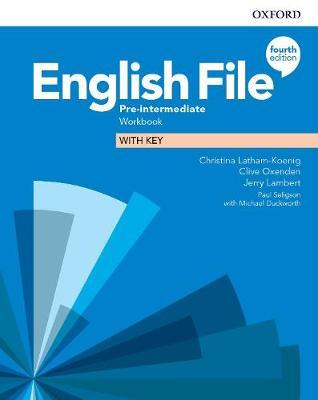 OXFORD
fourth
edition
English File
Pre-intermediate
Workbook
WITH KEY
Christina Latham-Koenig
Clive Oxenden
Jerry Lambert
Paul Seligson
with Michael Duckworth